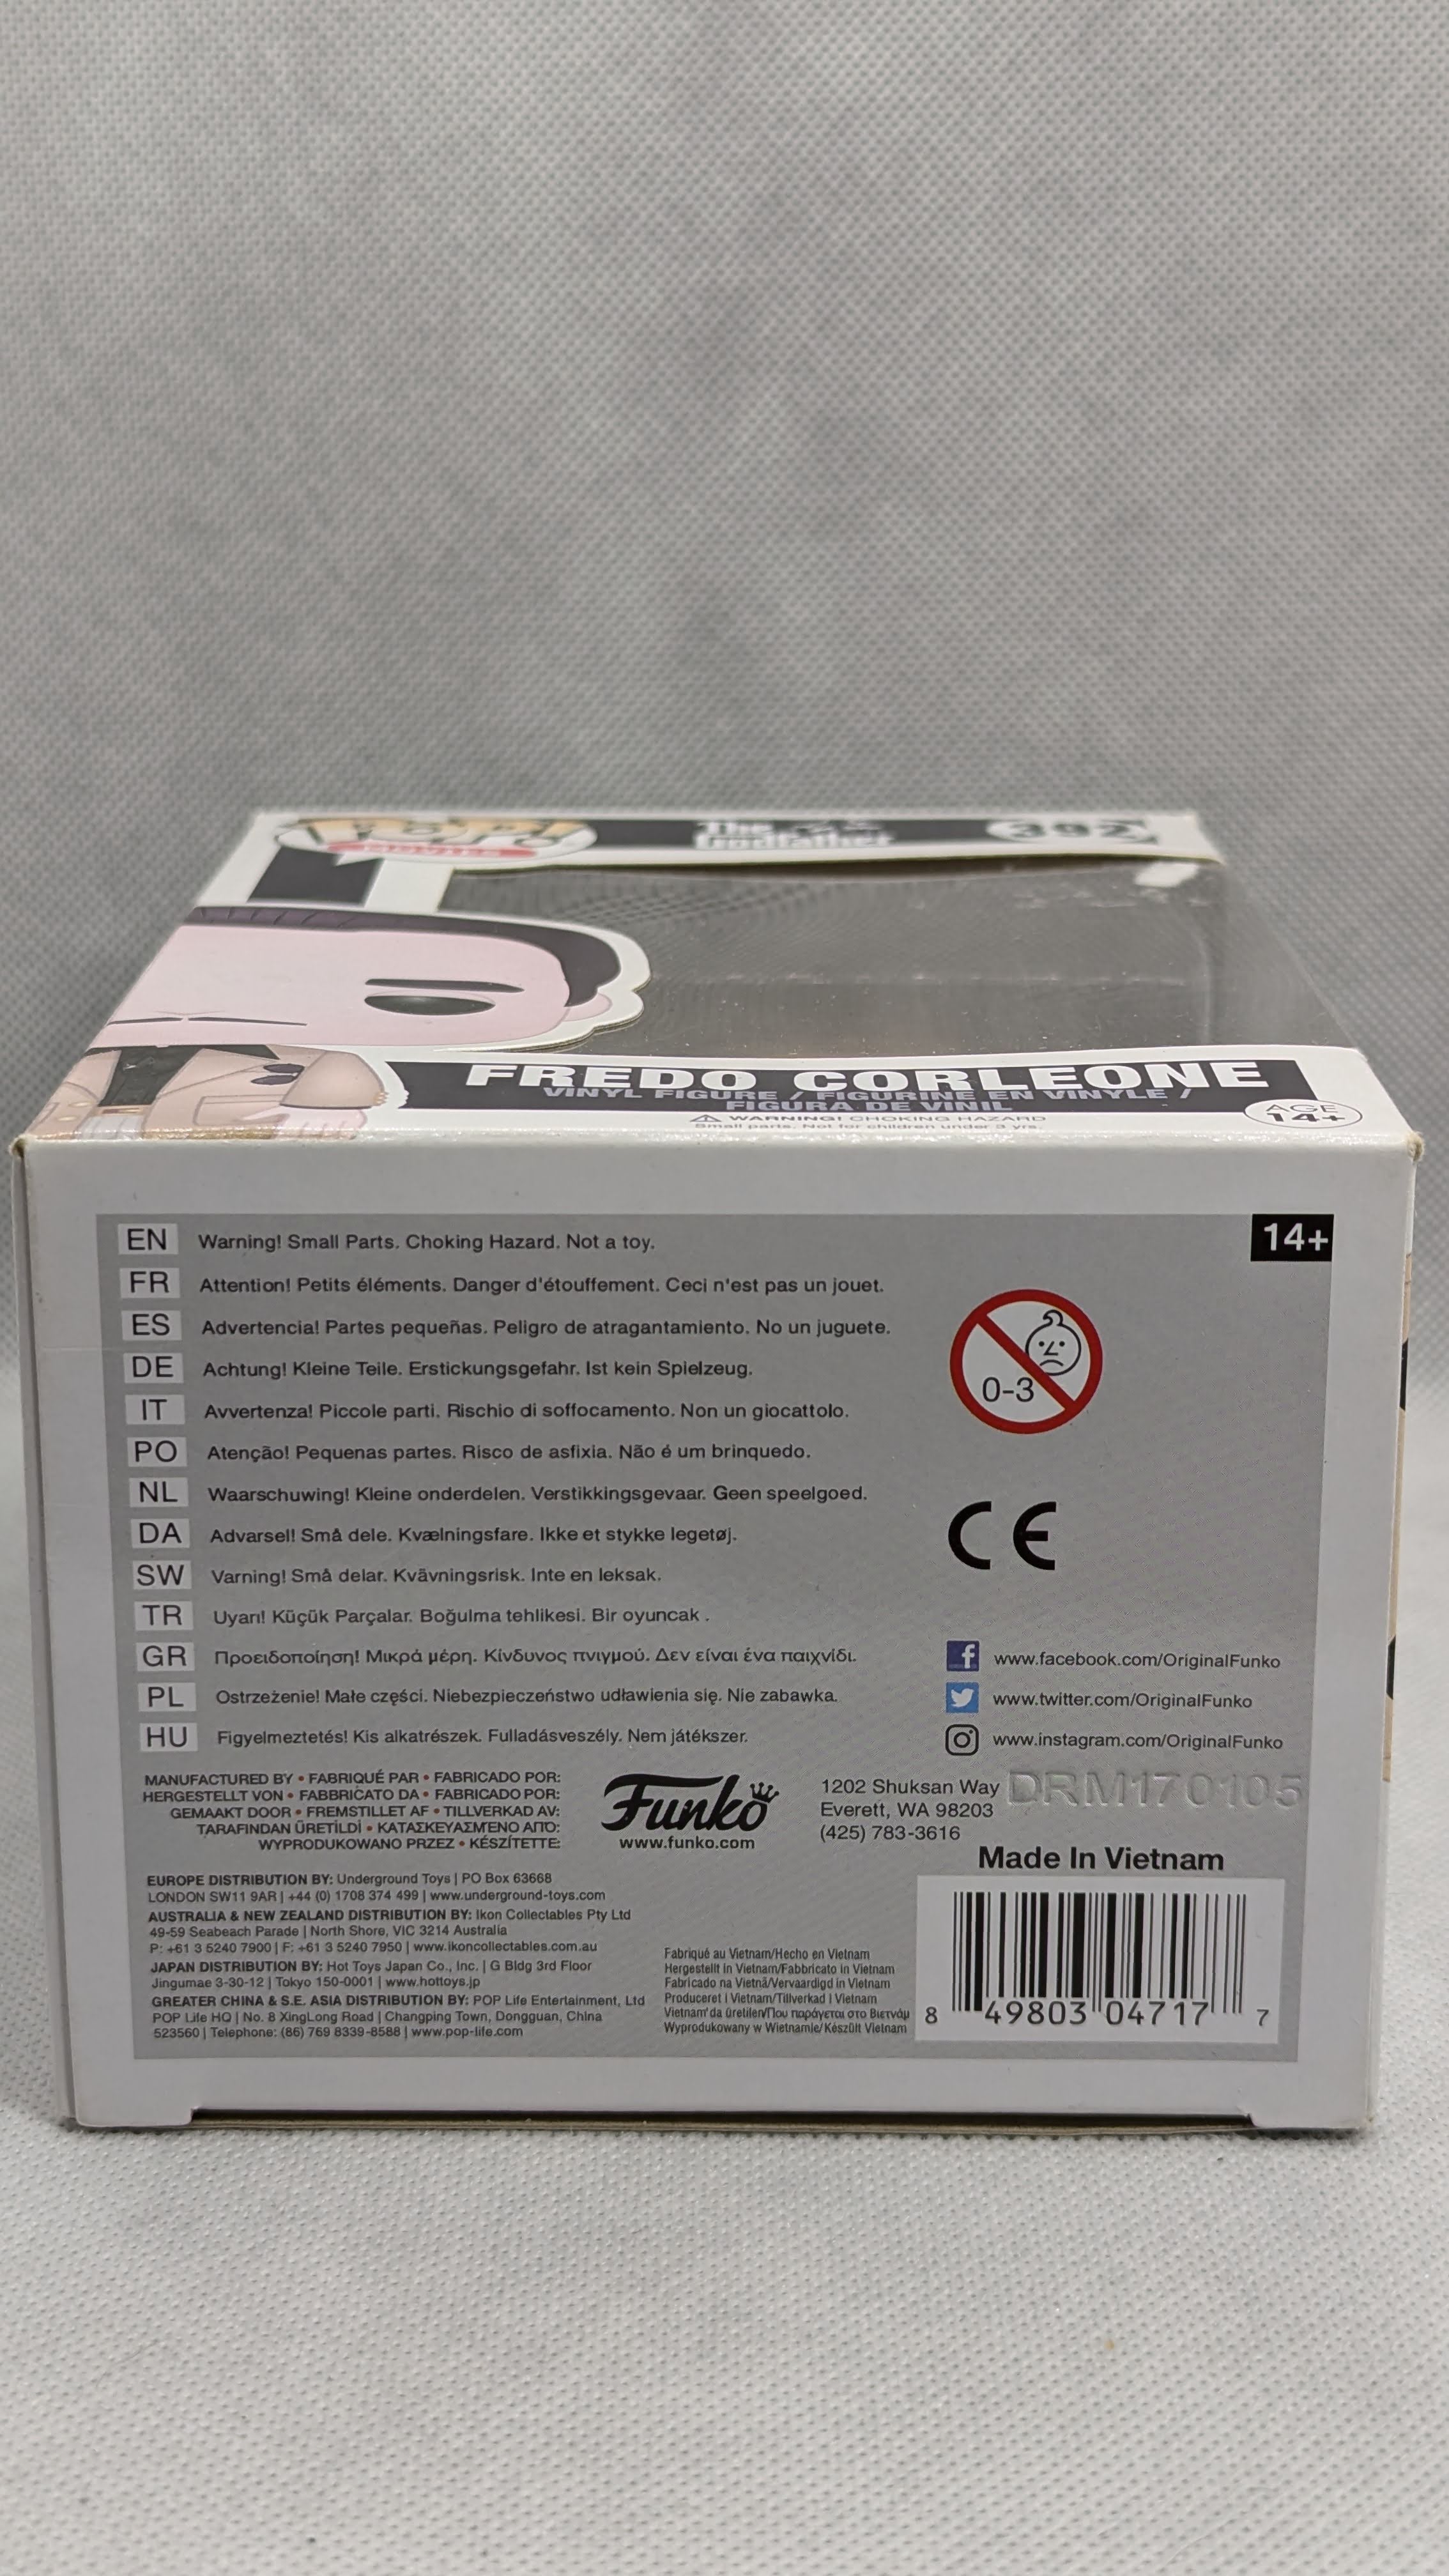 POP!
MOVIES
The Godfather
392
FREDO CORLEONE
VINYL FIGURE / FIGURINE EN VINYLE /
FIGURA DE VINIL
WARNING! CHOKING HAZARD
Small parts. Not for children under 3 yrs.
AGE
14+
14+
EN Warning! Small Parts. Choking Hazard. Not a toy.
FR Attention! Petits éléments. Danger d'étouffement. Ceci n'est pas un jouet.
ES Advertencia! Partes pequeñas. Peligro de atragantamiento. No un juguete.
DE Achtung! Kleine Teile. Erstickungsgefahr. Ist kein Spielzeug.
IT Avvertenza! Piccole parti. Rischio di soffocamento. Non un giocattolo.
PO Atenção! Pequenas partes. Risco de asfixia. Não é um brinquedo.
NL Waarschuwing! Kleine onderdelen. Verstikkingsgevaar. Geen speelgoed.
DA Advarsel! Små dele. Kvælningsfare. Ikke et stykke legetøj.
SW Varning! Små delar. Kvävningsrisk. Inte en leksak.
TR Uyarı! Küçük Parçalar. Boğulma tehlikesi. Bir oyuncak .
GR Προειδοποίηση! Μικρά μέρη. Κίνδυνος πνιγμού. Δεν είναι ένα παιχνίδι.
PL Ostrzeżenie! Małe części. Niebezpieczeństwo udławienia się. Nie zabawka.
HU Figyelmeztetés! Kis alkatrészek. Fulladásveszély. Nem játékszer.
0-3
CE
www.facebook.com/OriginalFunko
www.twitter.com/OriginalFunko
www.instagram.com/OriginalFunko
MANUFACTURED BY • FABRIQUÉ PAR • FABRICADO POR:
HERGESTELLT VON • FABBRICATO DA • FABRICADO POR:
GEMAAKT DOOR • FREMSTILLET AF • TILLVERKAD AV:
TARAFINDAN ÜRETİLDİ • ΚΑΤΑΣΚΕΥΑΣΜΈΝΟ ΑΠΌ:
WYPRODUKOWANO PRZEZ • KÉSZÍTETTE:
Funko
www.funko.com
1202 Shuksan Way
Everett, WA 98203
(425) 783-3616
DRM170105
Made In Vietnam
EUROPE DISTRIBUTION BY: Underground Toys | PO Box 63668
LONDON SW11 9AR | +44 (0) 1708 374 499 | www.underground-toys.com
AUSTRALIA & NEW ZEALAND DISTRIBUTION BY: Ikon Collectables Pty Ltd
49-59 Seabeach Parade | North Shore, VIC 3214 Australia
P: +61 3 5240 7900 | F: +61 3 5240 7950 | www.ikoncollectables.com.au
JAPAN DISTRIBUTION BY: Hot Toys Japan Co., Inc. | G Bldg 3rd Floor
Jingumae 3-30-12 | Tokyo 150-0001 | www.hottoys.jp
GREATER CHINA & S.E. ASIA DISTRIBUTION BY: POP Life Entertainment, Ltd
POP Life HQ | No. 8 XingLong Road | Changping Town, Dongguan, China
523560 | Telephone: (86) 769 8339-8588 | www.pop-life.com
Fabriqué au Vietnam/Hecho en Vietnam
Hergestellt in Vietnam/Fabbricato in Vietnam
Fabricado na Vietnã/Vervaardigd in Vietnam
Produceret i Vietnam/Tillverkad i Vietnam
Vietnam'da üretilen/Που παράγεται στο Βιετνάμ
Wyprodukowany w Wietnamie/Készült Vietnam
8 49803 04717 7